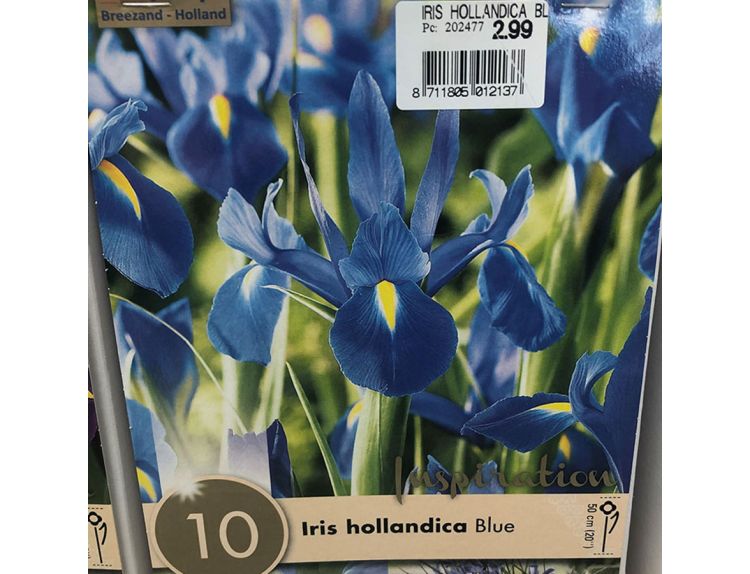 Breezand - Holland
IRIS HOLLANDICA BL
Pc: 202477 2.99
8 711805 012137
Inspiration
10
Iris hollandica Blue
50 cm (20")